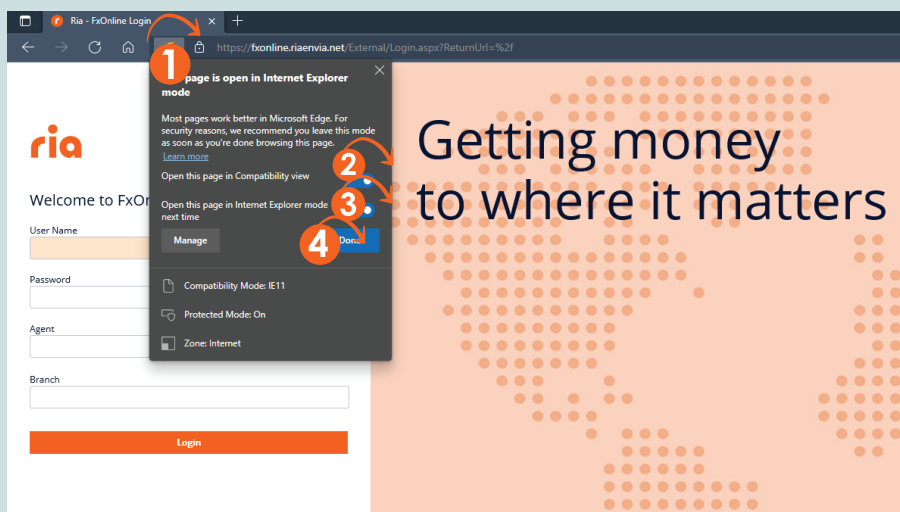 Ria - FxOnline Login
https://fxonline.riaenvia.net/External/Login.aspx?ReturnUrl=%2f
1
page is open in Internet Explorer
mode
Most pages work better in Microsoft Edge. For
security reasons, we recommend you leave this mode
as soon as you're done browsing this page.
Learn more
2
Open this page in Compatibility view
Open this page in Internet Explorer mode
next time
3
Manage
4
Compatibility Mode: IE11
Protected Mode: On
Zone: Internet
ria
Welcome to FxOn
User Name
Password
Agent
Branch
Login
Getting money
to where it matters